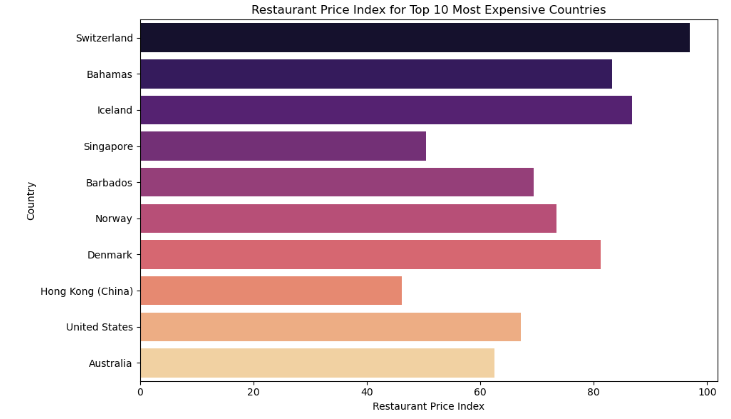 Restaurant Price Index for Top 10 Most Expensive Countries
Country
Switzerland
Bahamas
Iceland
Singapore
Barbados
Norway
Denmark
Hong Kong (China)
United States
Australia
0 20 40 60 80 100
Restaurant Price Index